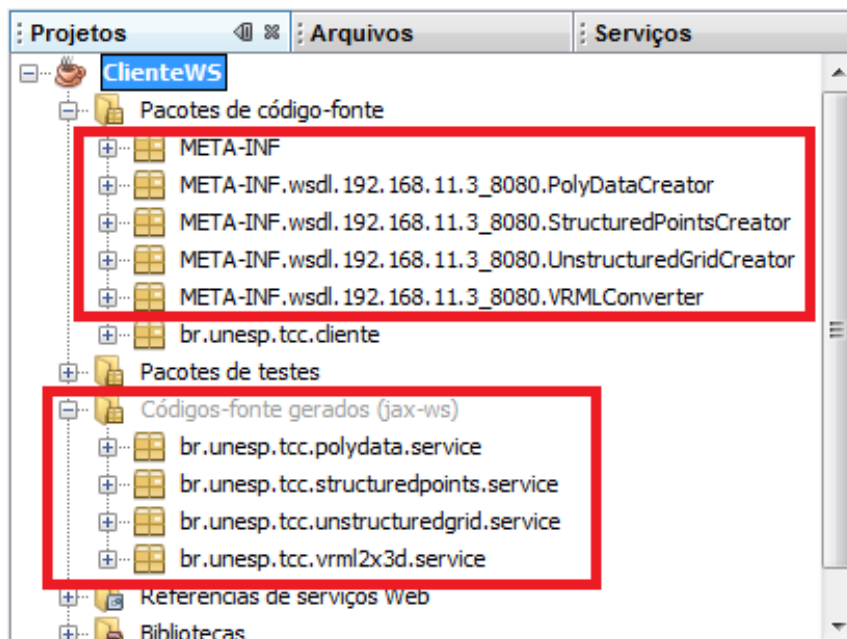 Projetos Arquivos Serviços
ClienteWS
Pacotes de código-fonte
META-INF
META-INF.wsdl.192.168.11.3_8080.PolyDataCreator
META-INF.wsdl.192.168.11.3_8080.StructuredPointsCreator
META-INF.wsdl.192.168.11.3_8080.UnstructuredGridCreator
META-INF.wsdl.192.168.11.3_8080.VRMLConverter
br.unesp.tcc.cliente
Pacotes de testes
Códigos-fonte gerados (jax-ws)
br.unesp.tcc.polydata.service
br.unesp.tcc.structuredpoints.service
br.unesp.tcc.unstructuredgrid.service
br.unesp.tcc.vrml2x3d.service
Referências de serviços Web
Bibliotecas